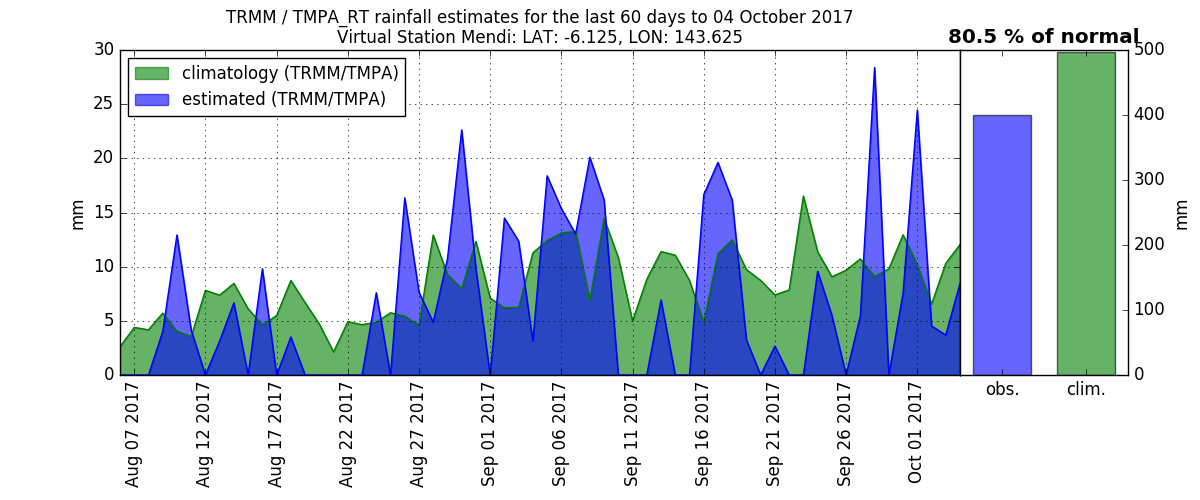 TRMM / TMPA_RT rainfall estimates for the last 60 days to 04 October 2017
Virtual Station Mendi: LAT: -6.125, LON: 143.625
80.5 % of normal
climatology (TRMM/TMPA)
estimated (TRMM/TMPA)
30
25
20
15
10
5
0
mm
Aug 07 2017
Aug 12 2017
Aug 17 2017
Aug 22 2017
Aug 27 2017
Sep 01 2017
Sep 06 2017
Sep 11 2017
Sep 16 2017
Sep 21 2017
Sep 26 2017
Oct 01 2017
obs.
clim.
500
400
300
200
100
0
mm